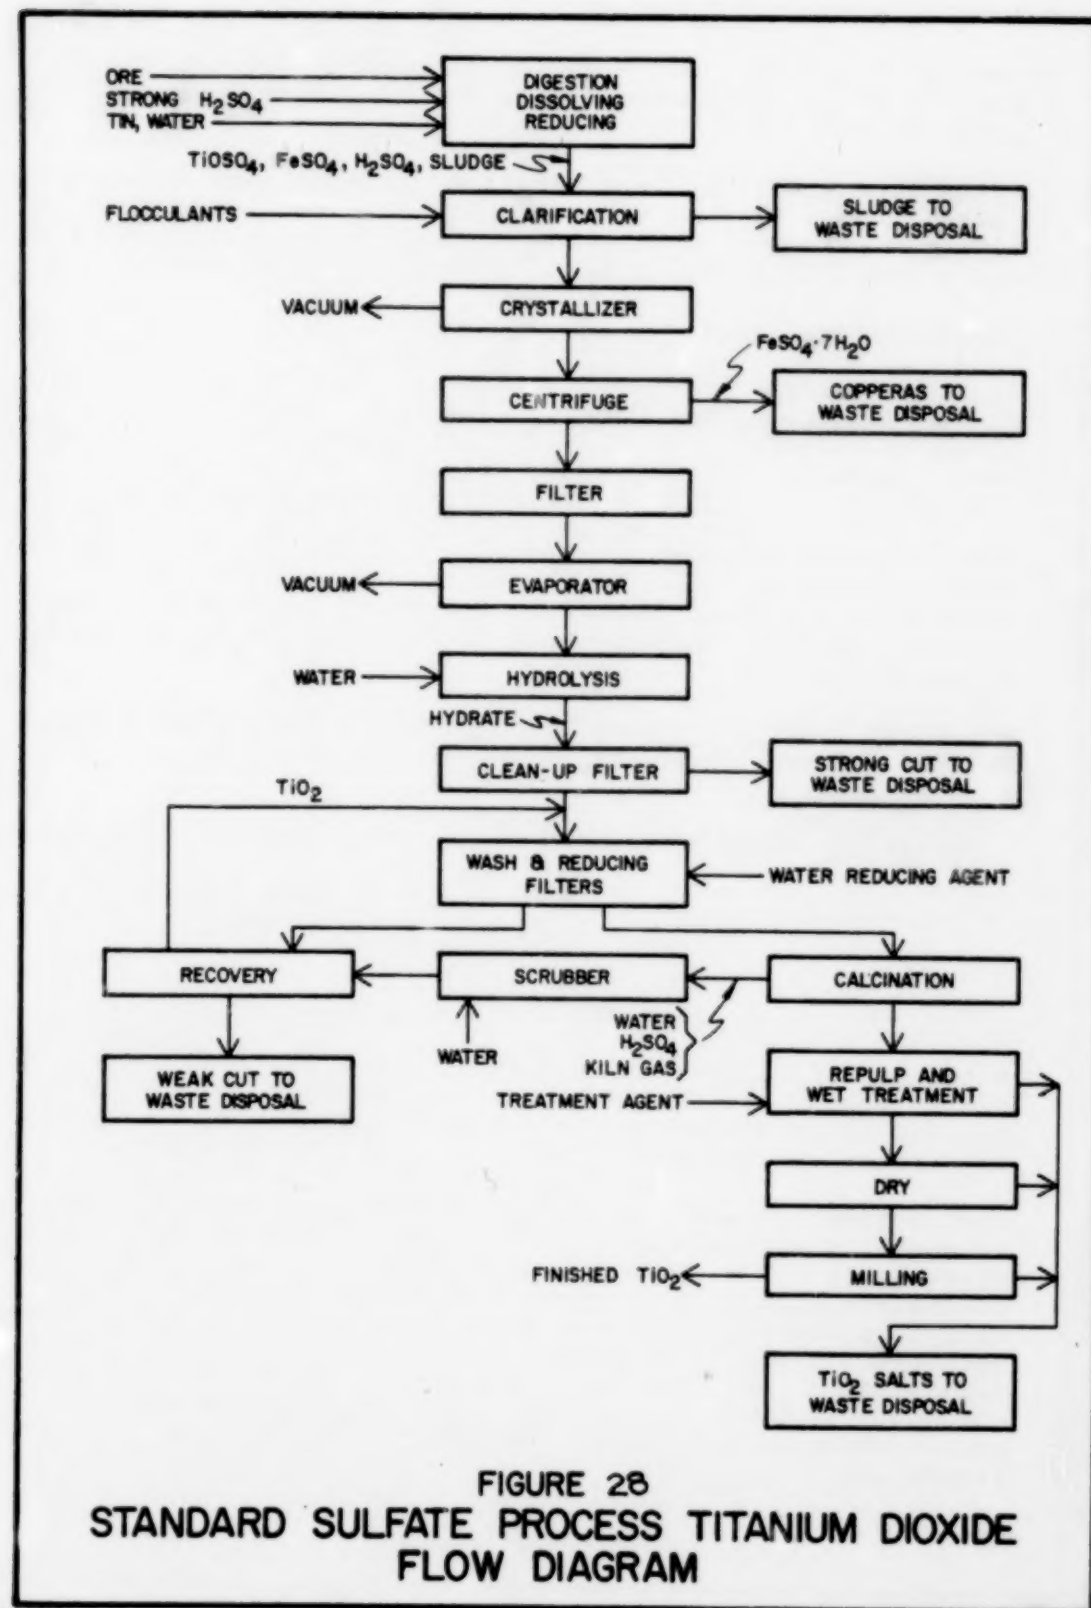 ORE
STRONG H₂SO₄
TIN, WATER
DIGESTION
DISSOLVING
REDUCING
TiOSO₄, FeSO₄, H₂SO₄, SLUDGE
FLOCCULANTS
CLARIFICATION
SLUDGE TO
WASTE DISPOSAL
VACUUM
CRYSTALLIZER
FeSO₄·7H₂O
CENTRIFUGE
COPPERAS TO
WASTE DISPOSAL
FILTER
VACUUM
EVAPORATOR
WATER
HYDROLYSIS
HYDRATE
CLEAN-UP FILTER
STRONG CUT TO
WASTE DISPOSAL
TiO₂
WASH & REDUCING
FILTERS
WATER REDUCING AGENT
RECOVERY
SCRUBBER
CALCINATION
WATER
H₂SO₄
KILN GAS
WATER
WEAK CUT TO
WASTE DISPOSAL
TREATMENT AGENT
REPULP AND
WET TREATMENT
DRY
FINISHED TiO₂
MILLING
TiO₂ SALTS TO
WASTE DISPOSAL
FIGURE 28
STANDARD SULFATE PROCESS TITANIUM DIOXIDE
FLOW DIAGRAM